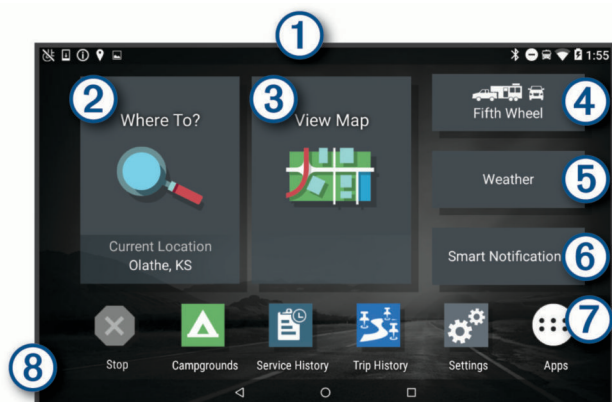 1
1:55
2
Where To?
3
View Map
4
Fifth Wheel
5
Weather
6
Smart Notification
Current Location
Olathe, KS
7
8
Stop
Campgrounds
Service History
Trip History
Settings
Apps